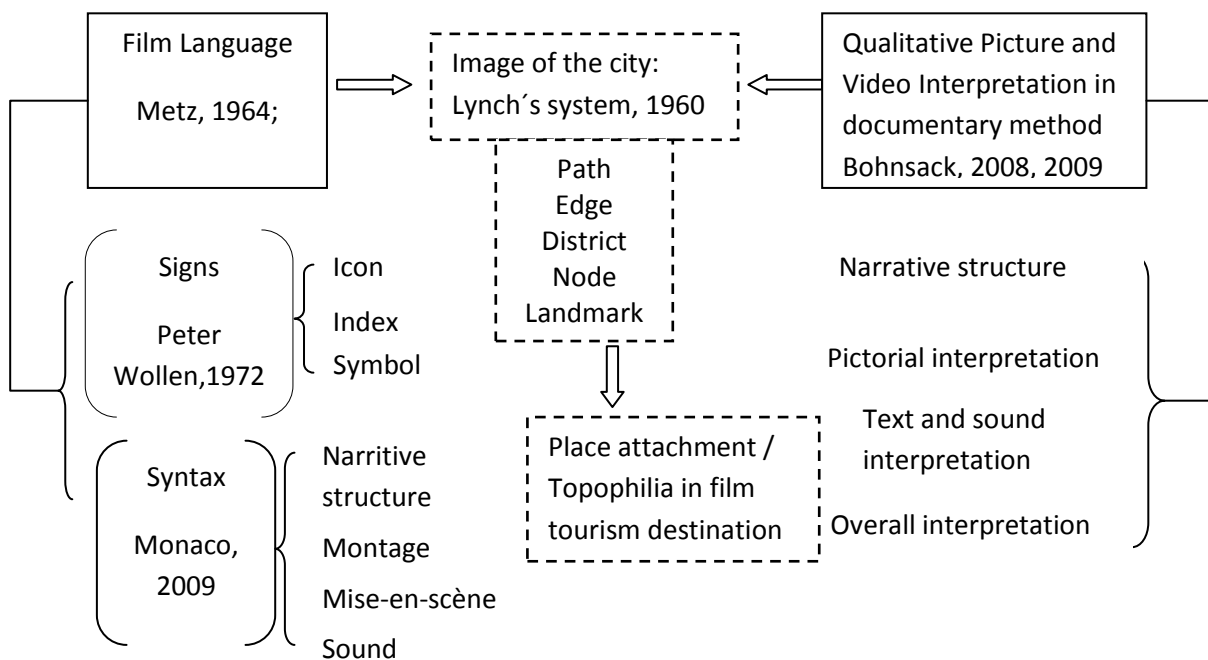 Film Language
Metz, 1964;
Image of the city:
Lynch´s system, 1960
Qualitative Picture and
Video Interpretation in
documentary method
Bohnsack, 2008, 2009
Path
Edge
District
Node
Landmark
Signs
Peter
Wollen,1972
Icon
Index
Symbol
Syntax
Monaco,
2009
Narritive
structure
Montage
Mise-en-scène
Sound
Place attachment /
Topophilia in film
tourism destination
Narrative structure
Pictorial interpretation
Text and sound
interpretation
Overall interpretation